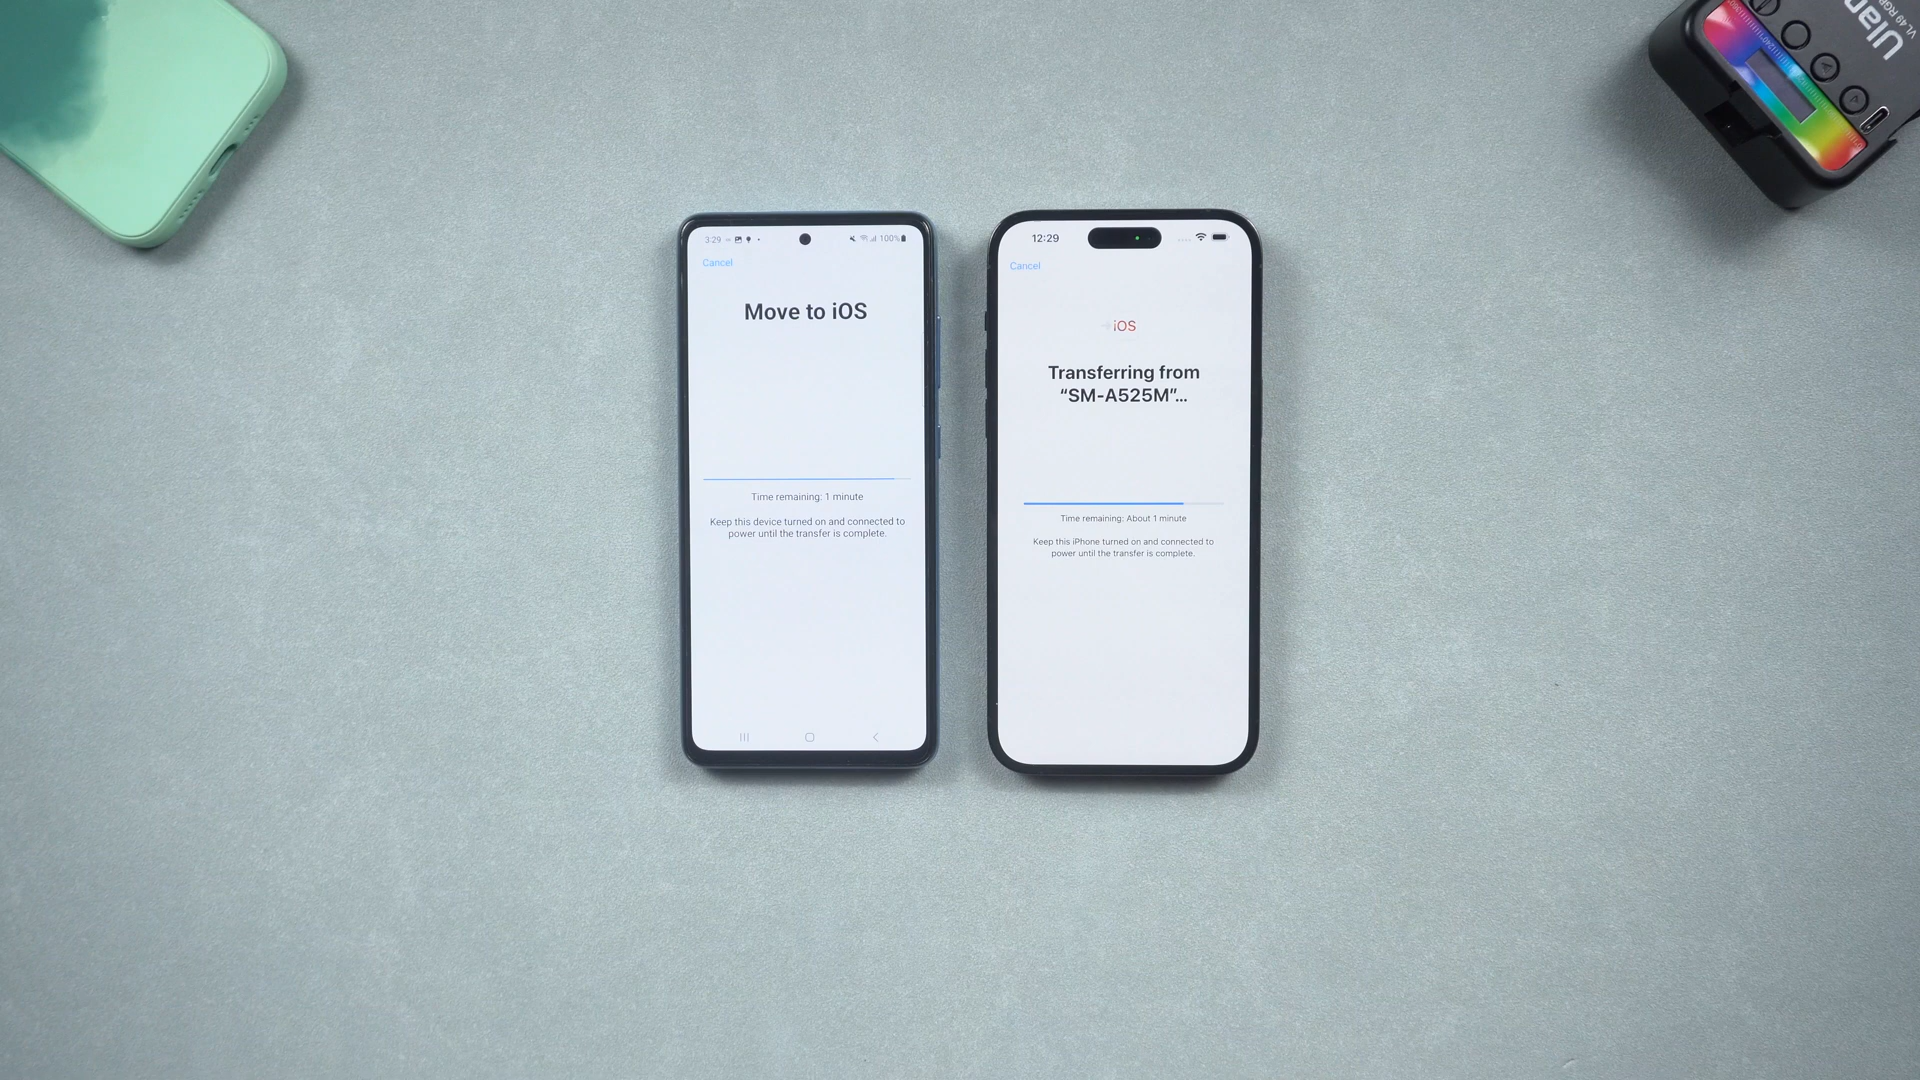 3:29
100%
Cancel
Move to iOS
Time remaining: 1 minute
Keep this device turned on and connected to
power until the transfer is complete.
12:29
Cancel
iOS
Transferring from
“SM-A525M”...
Time remaining: About 1 minute
Keep this iPhone turned on and connected to
power until the transfer is complete.
Ulan
VL49 RGB